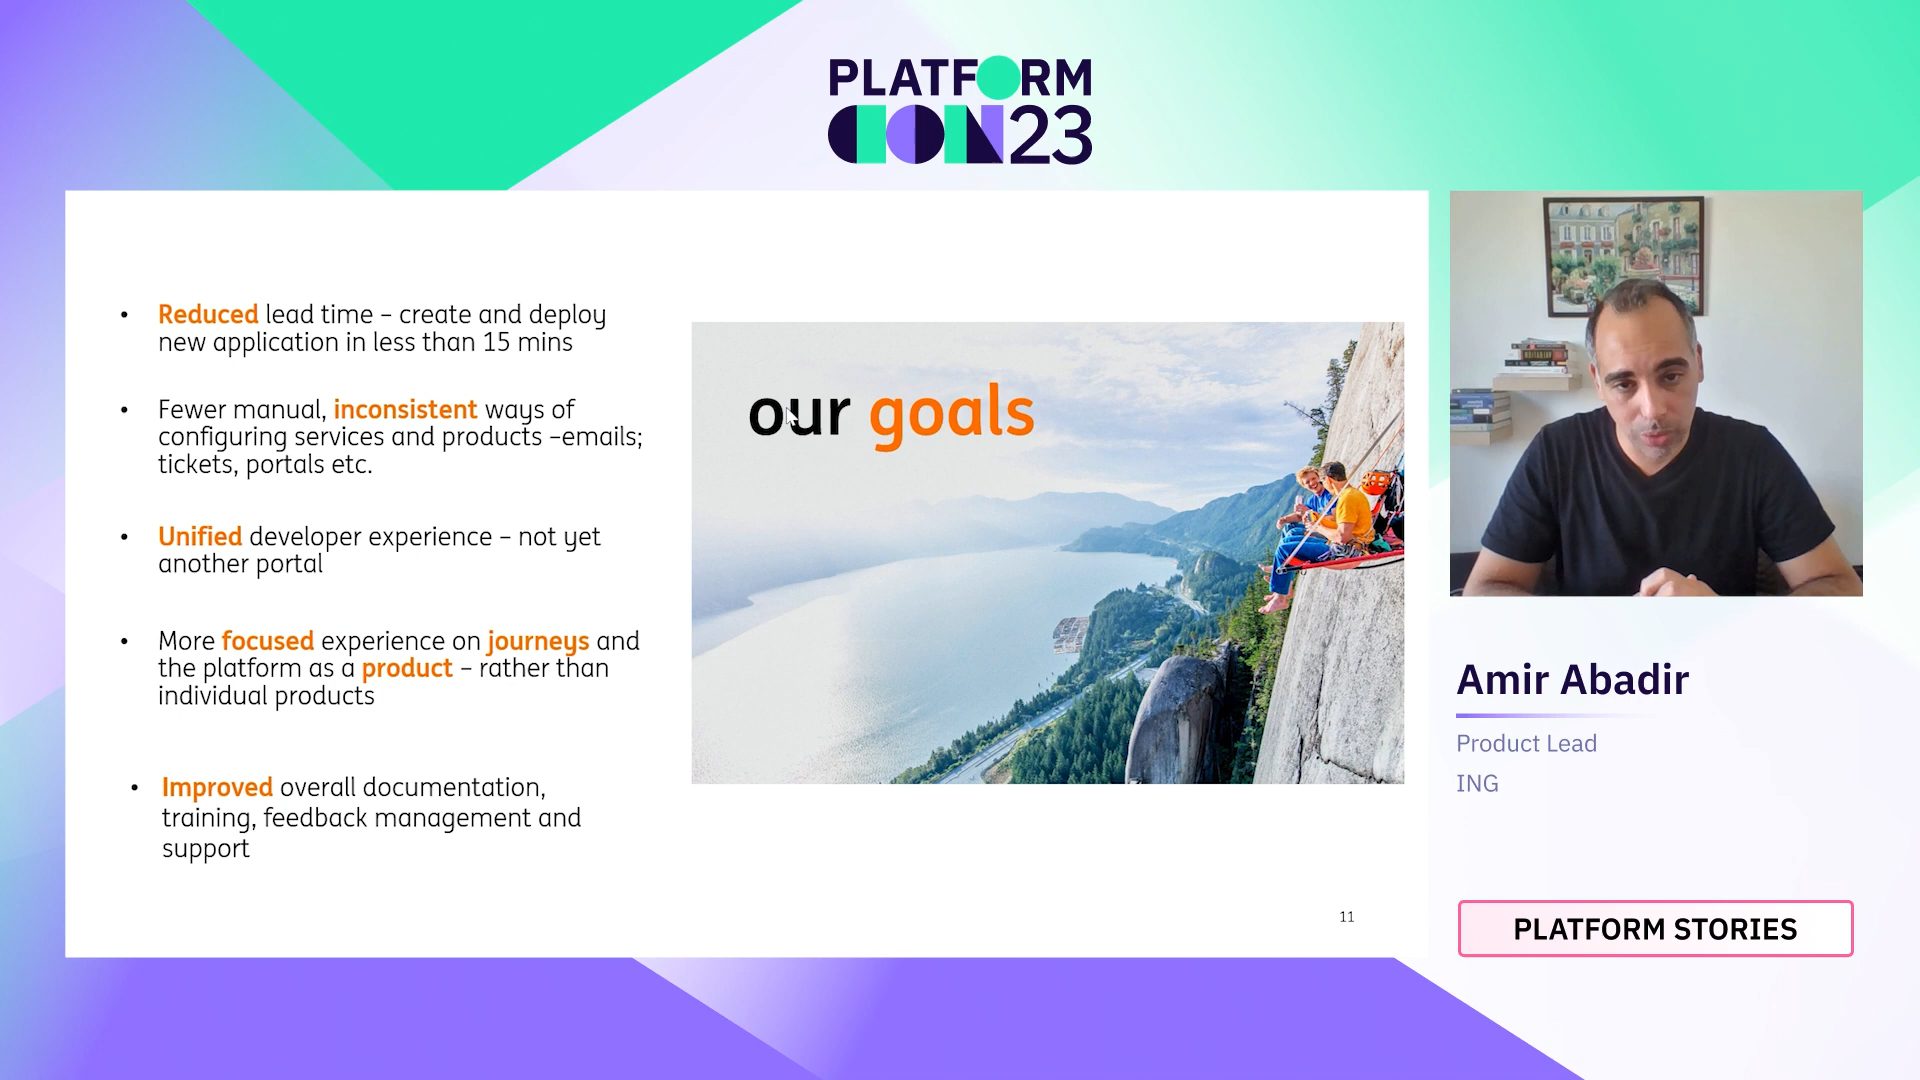 PLATFORM
CON23
• Reduced lead time – create and deploy
new application in less than 15 mins
• Fewer manual, inconsistent ways of
configuring services and products –emails;
tickets, portals etc.
• Unified developer experience – not yet
another portal
• More focused experience on journeys and
the platform as a product – rather than
individual products
• Improved overall documentation,
training, feedback management and
support
our goals
11
Amir Abadir
Product Lead
ING
PLATFORM STORIES